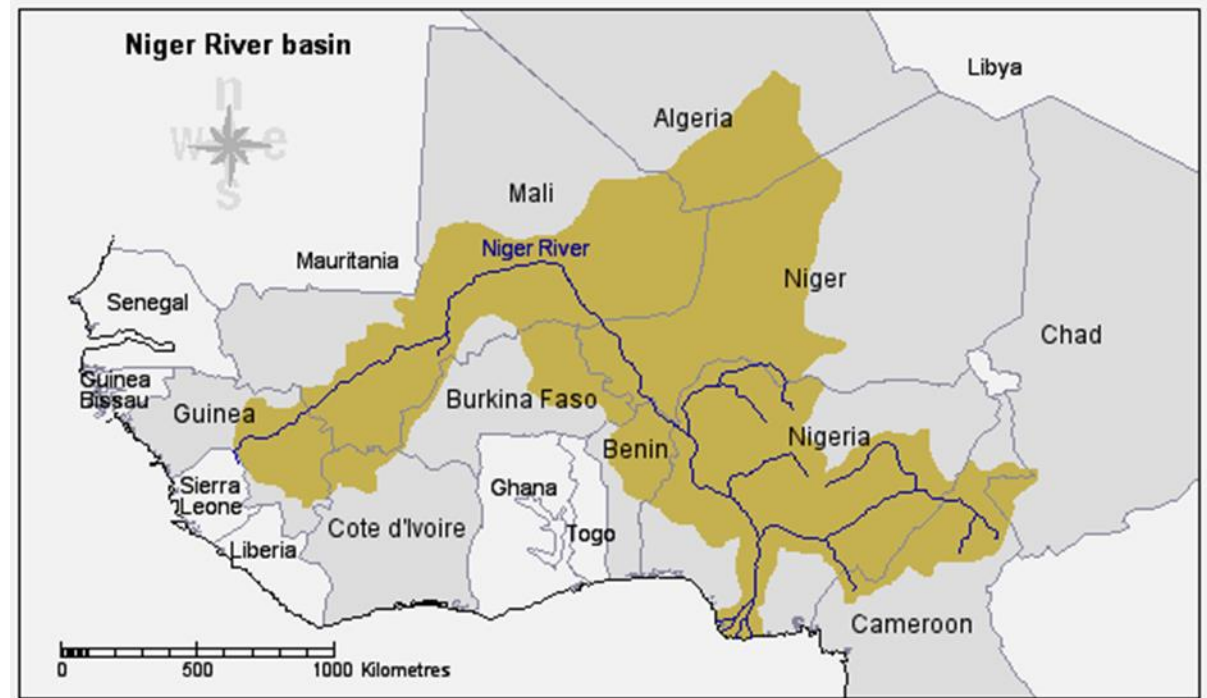 Niger River basin
n
w e
s
Libya
Algeria
Mali
Niger River
Mauritania
Niger
Senegal
Chad
Guinea
Bissau
Guinea
Burkina Faso
Nigeria
Benin
Sierra
Leone
Ghana
Cote d'Ivoire
Togo
Liberia
Cameroon
0 500 1000 Kilometres